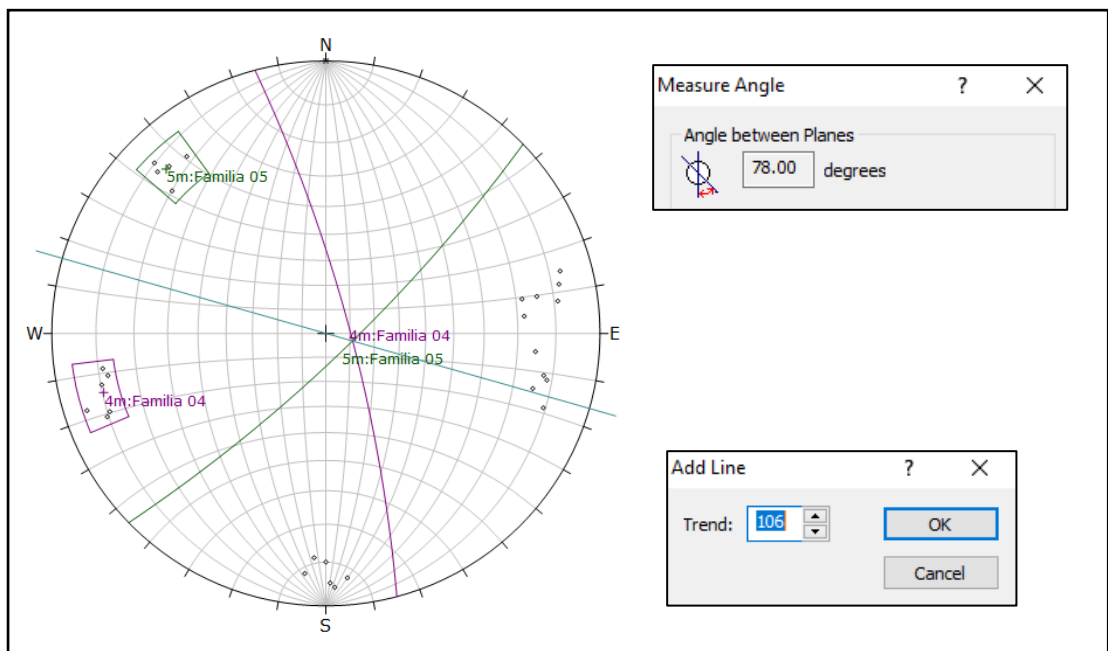 N
5m:Familia 05
W
E
4m:Familia 04
5m:Familia 05
4m:Familia 04
S
Measure Angle ? ×
Angle between Planes
78.00 degrees
Add Line ? ×
Trend: 106 OK
Cancel